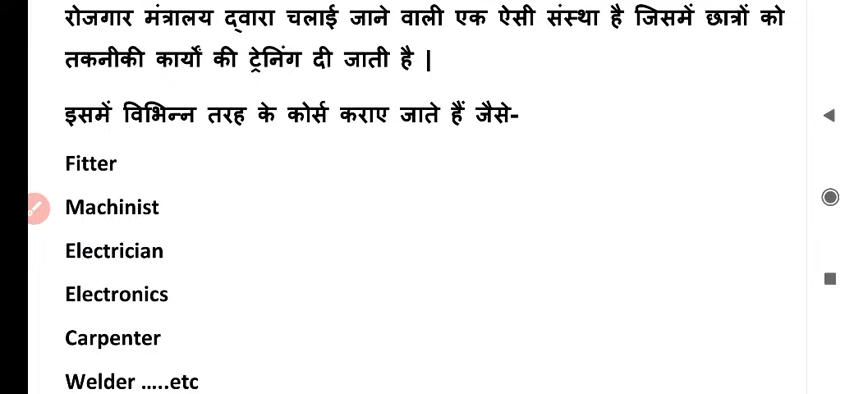 रोजगार मंत्रालय द्वारा चलाई जाने वाली एक ऐसी संस्था है जिसमें छात्रों को
तकनीकी कार्यों की ट्रेनिंग दी जाती है |
इसमें विभिन्न तरह के कोर्स कराए जाते हैं जैसे-
Fitter
Machinist
Electrician
Electronics
Carpenter
Welder .....etc